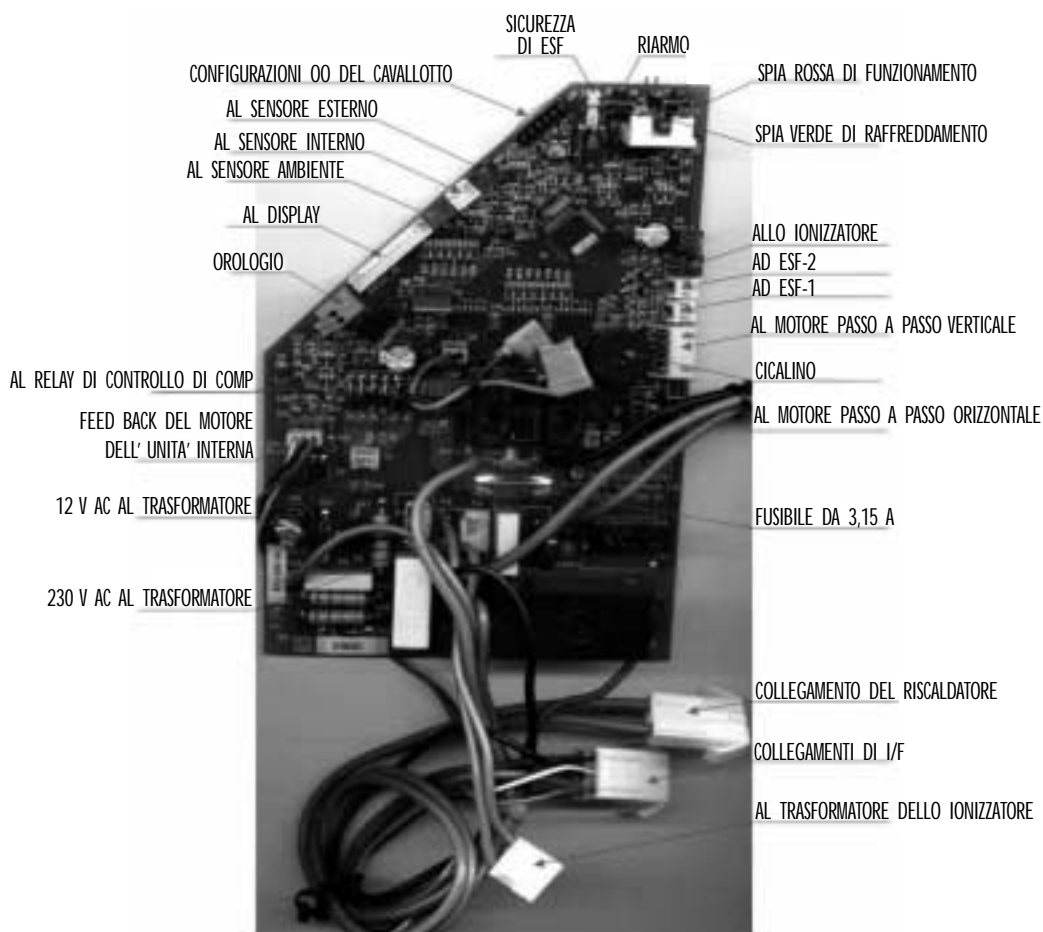 SICUREZZA
DI ESF
RIARMO
CONFIGURAZIONI OO DEL CAVALLOTTO
SPIA ROSSA DI FUNZIONAMENTO
AL SENSORE ESTERNO
SPIA VERDE DI RAFFREDDAMENTO
AL SENSORE INTERNO
AL SENSORE AMBIENTE
AL DISPLAY
ALLO IONIZZATORE
OROLOGIO
AD ESF-2
AD ESF-1
AL MOTORE PASSO A PASSO VERTICALE
CICALINO
AL RELAY DI CONTROLLO DI COMP
AL MOTORE PASSO A PASSO ORIZZONTALE
FEED BACK DEL MOTORE
DELL' UNITA' INTERNA
12 V AC AL TRASFORMATORE
FUSIBILE DA 3,15 A
230 V AC AL TRASFORMATORE
COLLEGAMENTO DEL RISCALDATORE
COLLEGAMENTI DI I/F
AL TRASFORMATORE DELLO IONIZZATORE